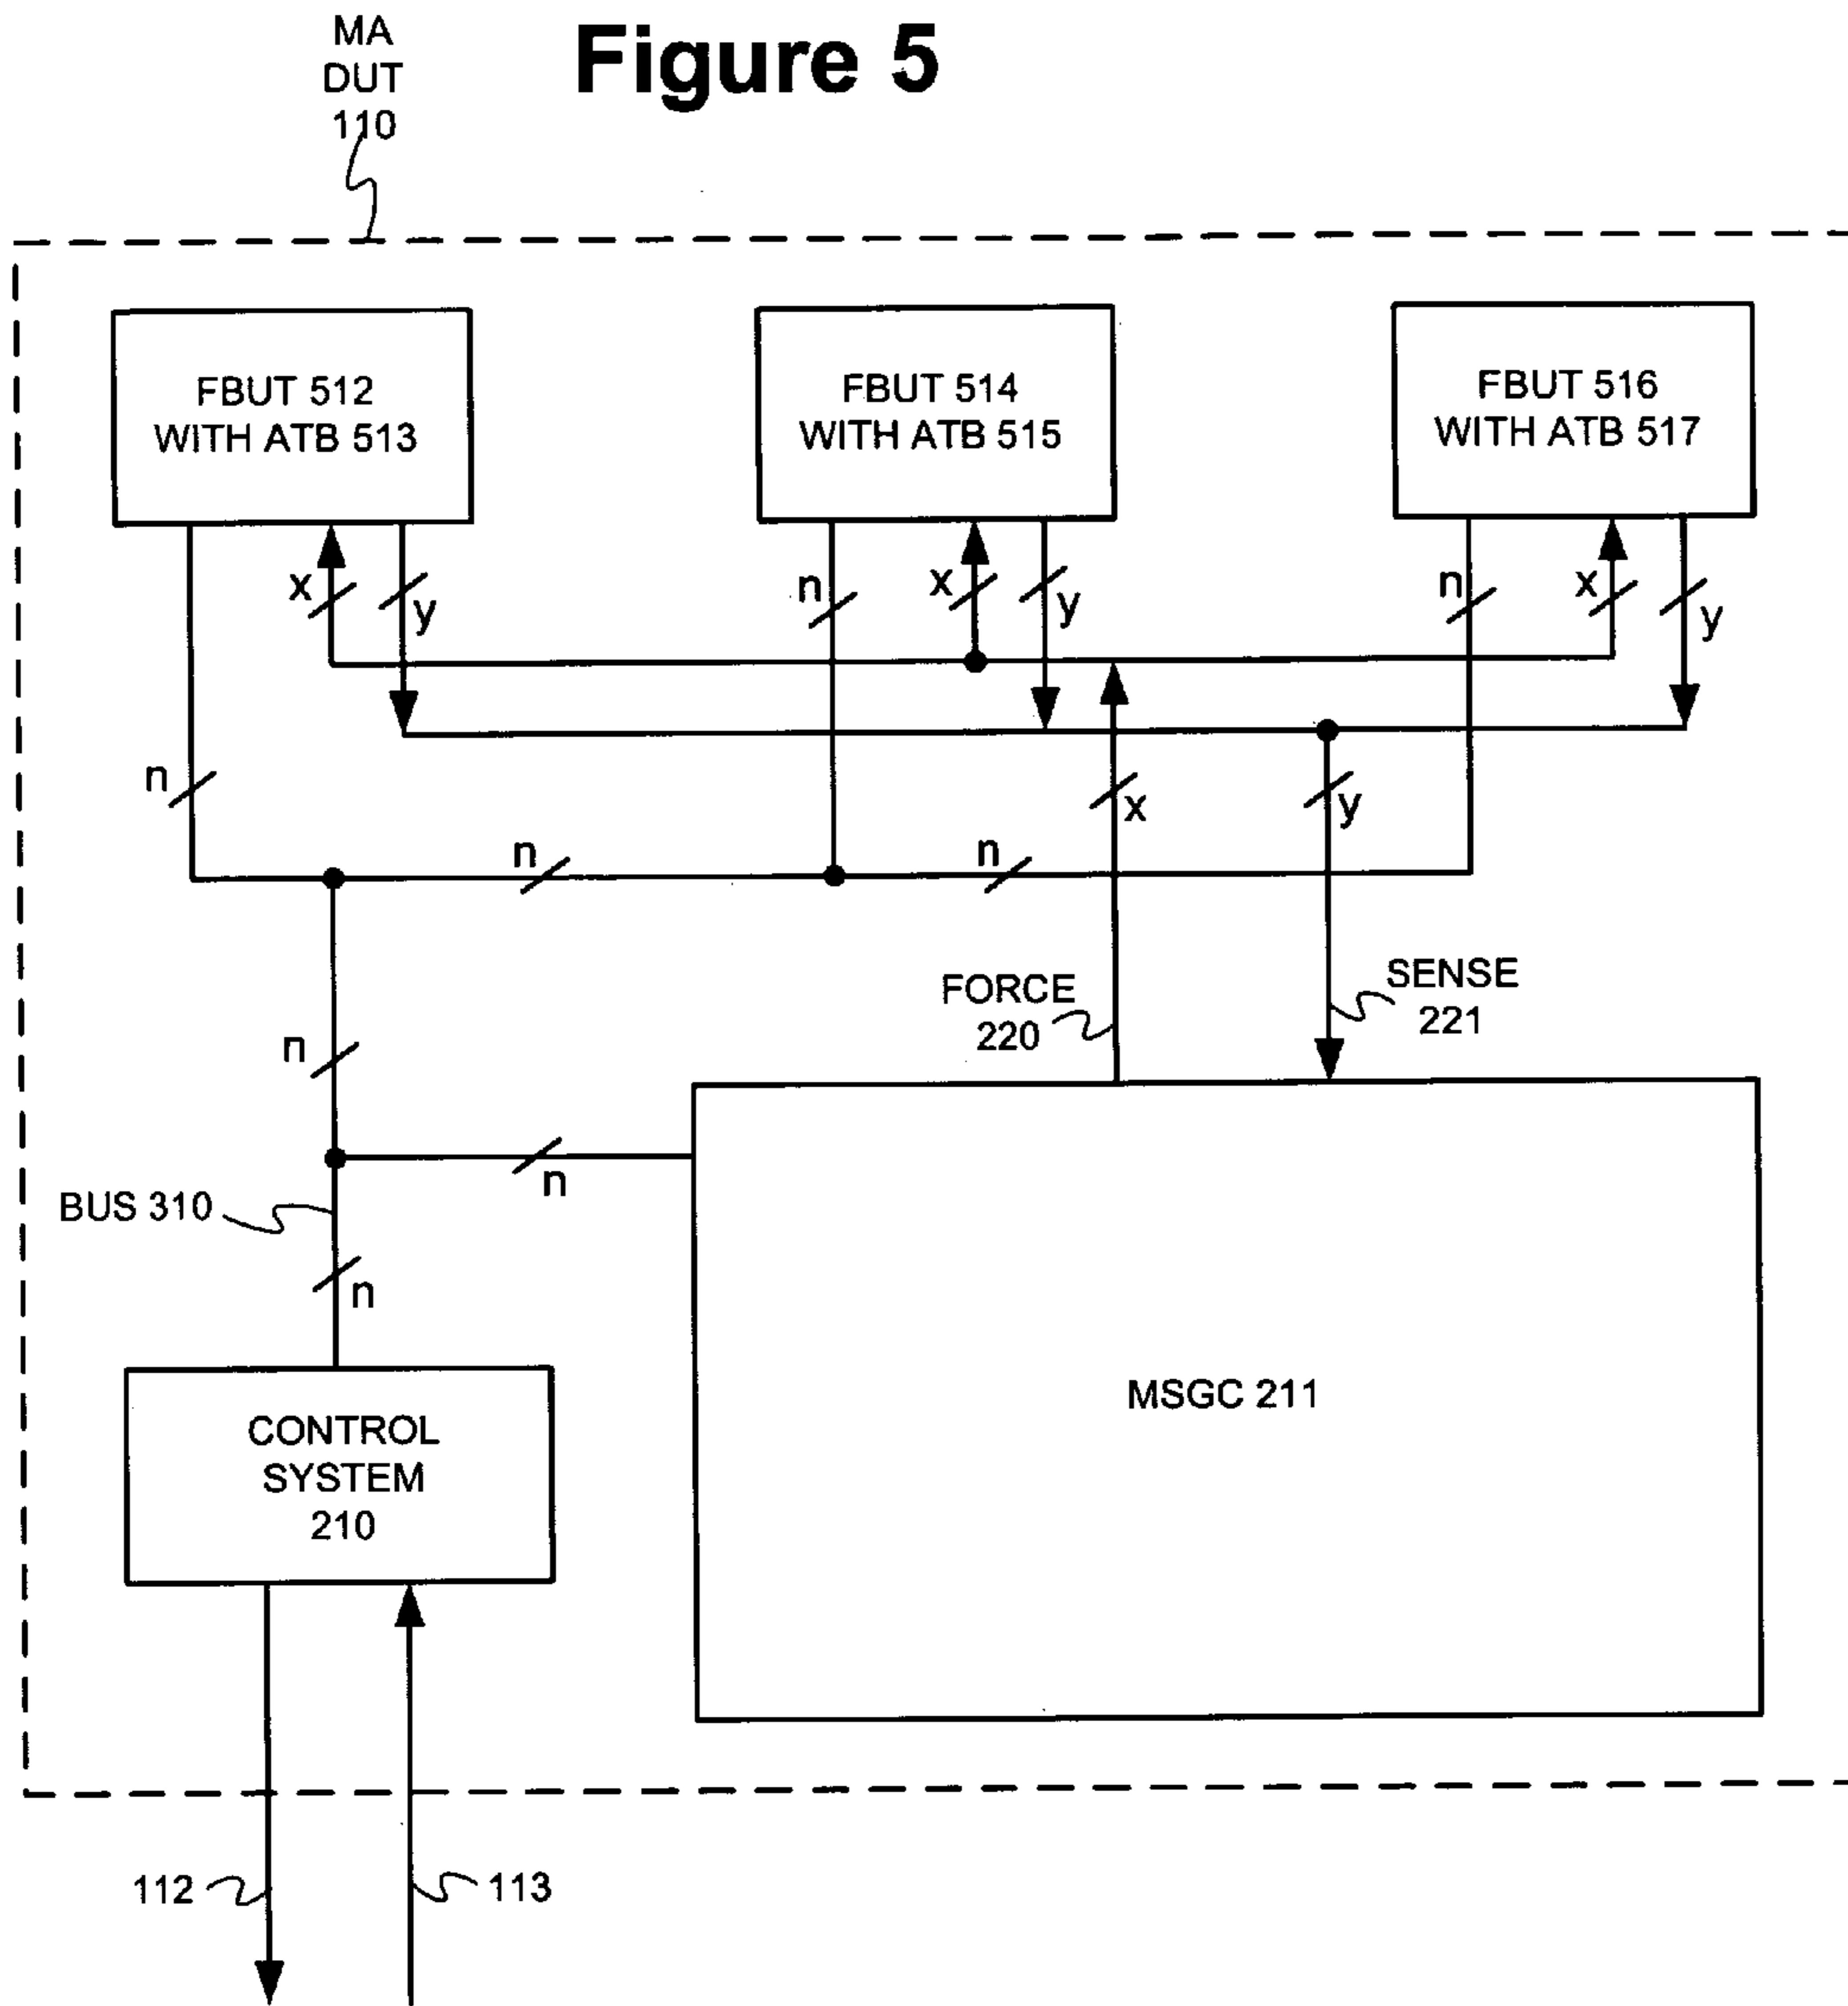 Figure 5
MA
DUT
110
FBUT 512
WITH ATB 513
FBUT 514
WITH ATB 515
FBUT 516
WITH ATB 517
x
y
n
x
y
n
x
y
n
x
y
n
n
FORCE
220
SENSE
221
n
n
BUS 310
n
CONTROL
SYSTEM
210
MSGC 211
112
113